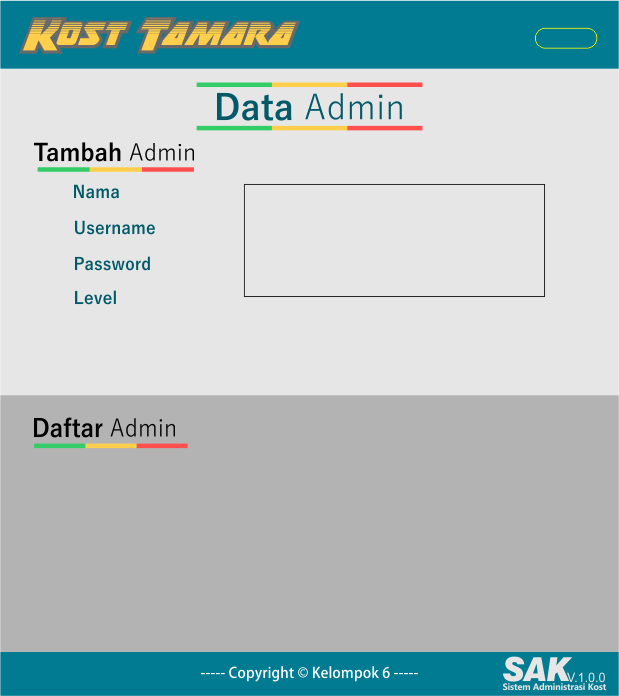 Kost Tamara
Data Admin
Tambah Admin
Nama
Username
Password
Level
Daftar Admin
----- Copyright © Kelompok 6 -----
SAK V.1.0.0
Sistem Administrasi Kost